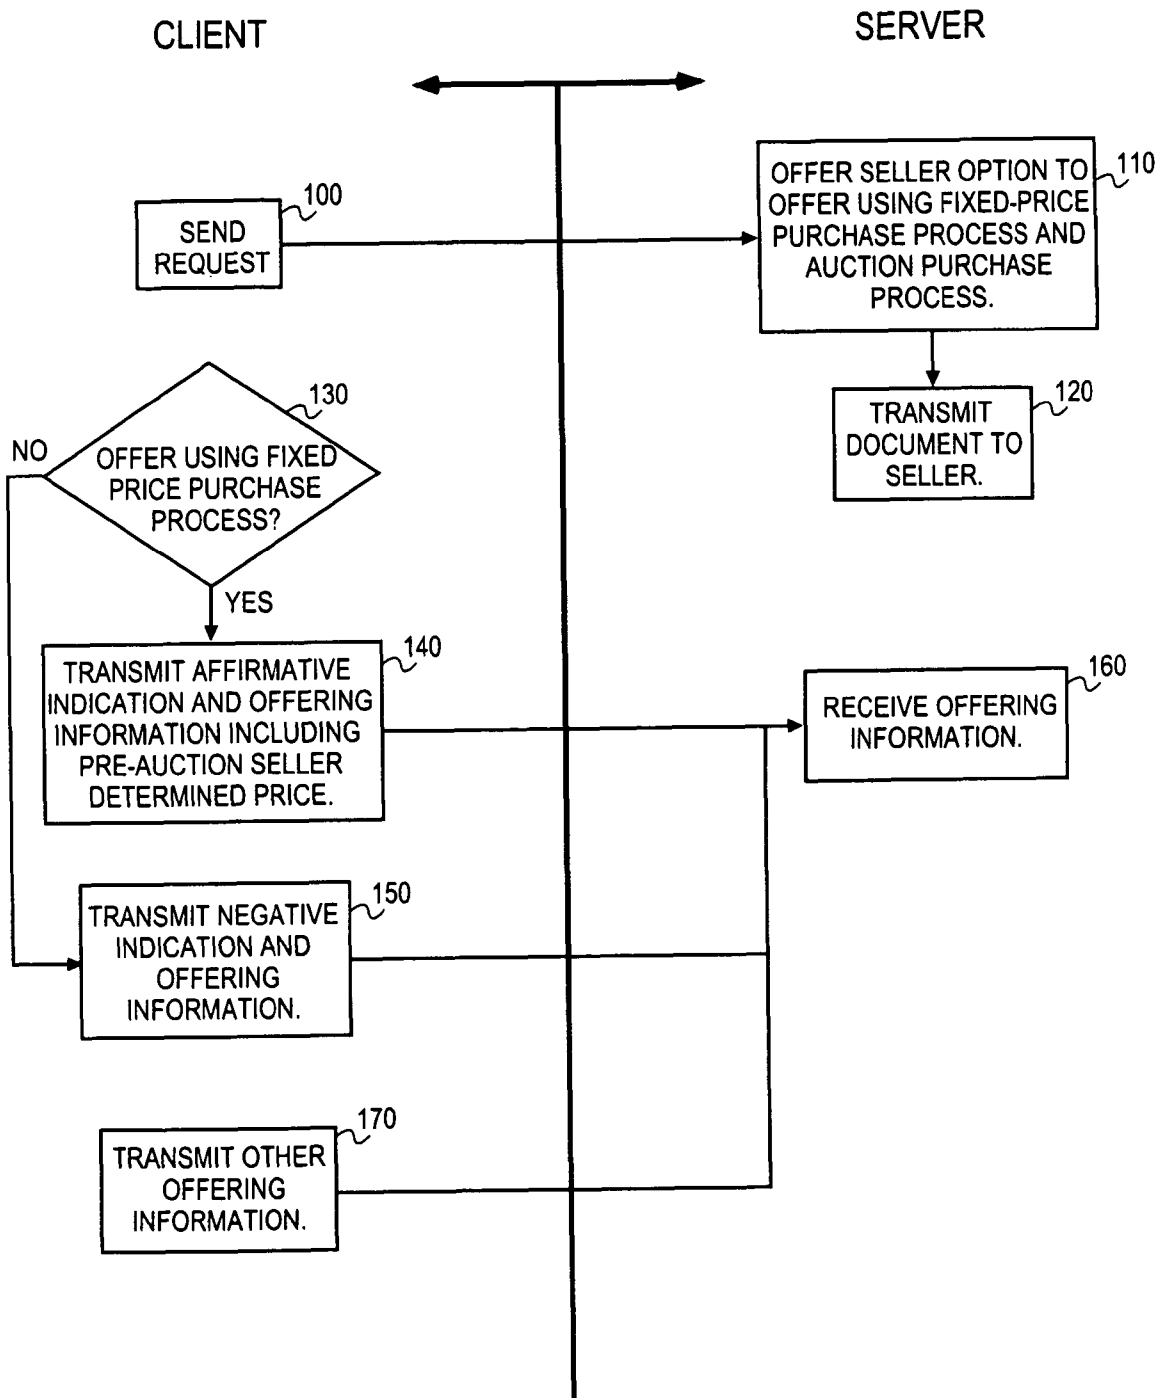 CLIENT
SERVER
100
SEND
REQUEST
110
OFFER SELLER OPTION TO
OFFER USING FIXED-PRICE
PURCHASE PROCESS AND
AUCTION PURCHASE
PROCESS.
120
TRANSMIT
DOCUMENT TO
SELLER.
130
NO
OFFER USING FIXED
PRICE PURCHASE
PROCESS?
YES
140
TRANSMIT AFFIRMATIVE
INDICATION AND OFFERING
INFORMATION INCLUDING
PRE-AUCTION SELLER
DETERMINED PRICE.
160
RECEIVE OFFERING
INFORMATION.
150
TRANSMIT NEGATIVE
INDICATION AND
OFFERING
INFORMATION.
170
TRANSMIT OTHER
OFFERING
INFORMATION.